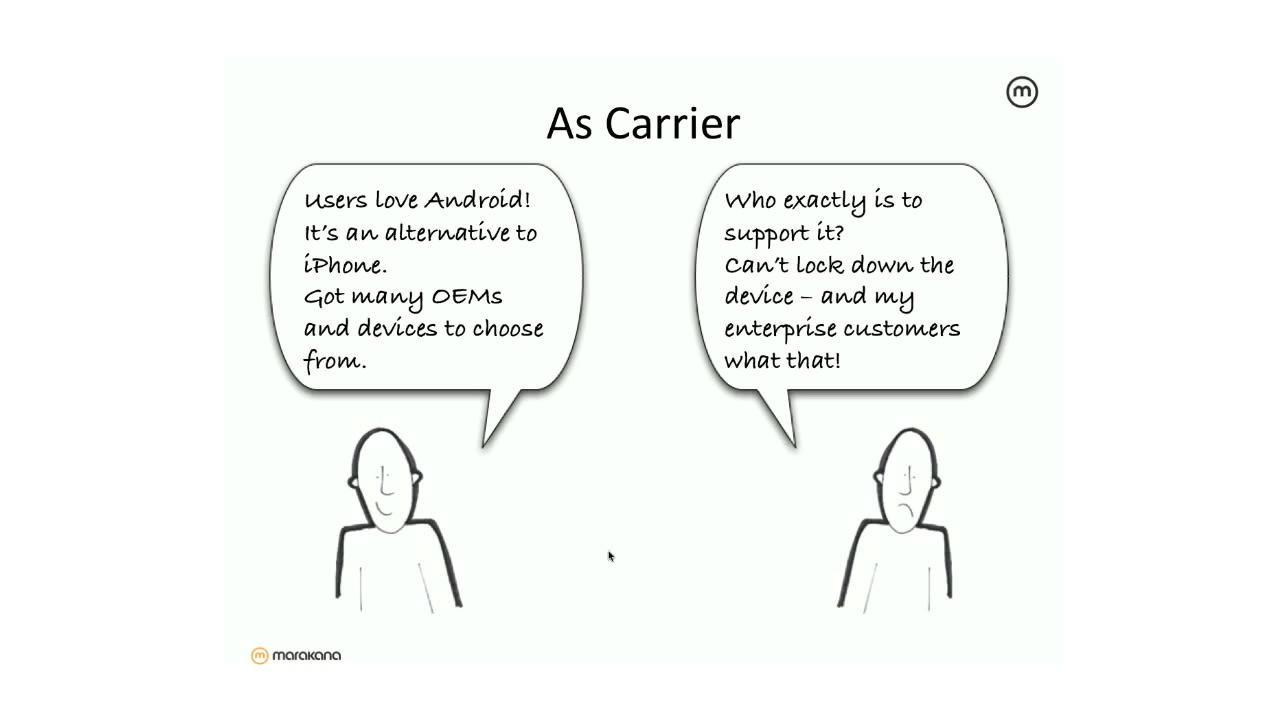 m
As Carrier
Users love Android!
It's an alternative to
iPhone.
Got many OEMs
and devices to choose
from.
Who exactly is to
support it?
Can't lock down the
device – and my
enterprise customers
what that!
m marakana